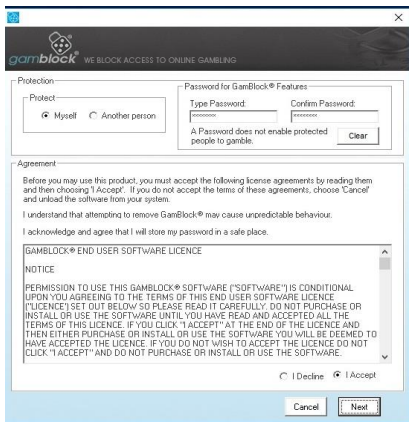 gamblock® WE BLOCK ACCESS TO ONLINE GAMBLING
Protection
Protect
Myself
Another person
Password for GamBlock® Features
Type Password:
Confirm Password:
A Password does not enable protected
people to gamble.
Clear
Agreement
Before you may use this product, you must accept the following license agreements by reading them
and then choosing 'I Accept'. If you do not accept the terms of these agreements, choose 'Cancel'
and unload the software from your system.
I understand that attempting to remove GamBlock® may cause unpredictable behaviour.
I acknowledge and agree that I will store my password in a safe place.
GAMBLOCK® END USER SOFTWARE LICENCE
NOTICE
PERMISSION TO USE THIS GAMBLOCK® SOFTWARE ("SOFTWARE") IS CONDITIONAL
UPON YOU AGREEING TO THE TERMS OF THIS END USER SOFTWARE LICENCE
("LICENCE") SET OUT BELOW SO PLEASE READ IT CAREFULLY. DO NOT PURCHASE OR
INSTALL OR USE THE SOFTWARE UNTIL YOU HAVE READ AND ACCEPTED ALL THE
TERMS OF THIS LICENCE. IF YOU CLICK "I ACCEPT" AT THE END OF THE LICENCE AND
THEN EITHER PURCHASE OR INSTALL OR USE THE SOFTWARE YOU WILL BE DEEMED TO
HAVE ACCEPTED THE LICENCE. IF YOU DO NOT WISH TO ACCEPT THE LICENCE DO NOT
CLICK "I ACCEPT" AND DO NOT PURCHASE OR INSTALL OR USE THE SOFTWARE.
I Decline
I Accept
Cancel
Next